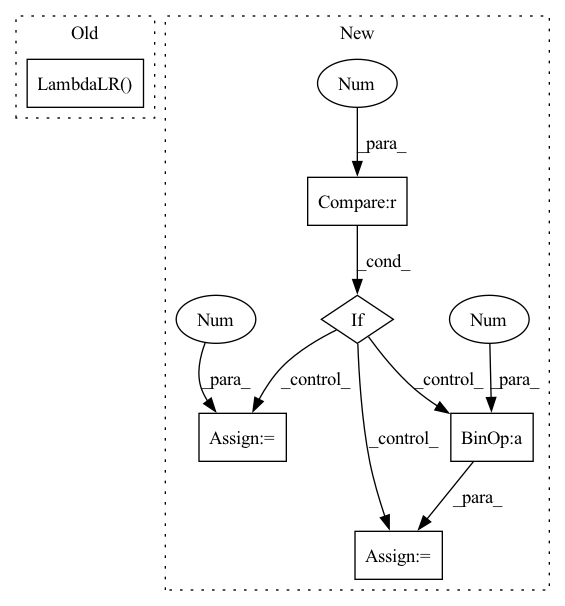 Old
New
LambdaLR()
Num
_para_
Compare:r
_cond_
Num
If
Num
_para_
_control_
_control_
_para_
_control_
Assign:=
BinOp:a
_para_
Assign:=